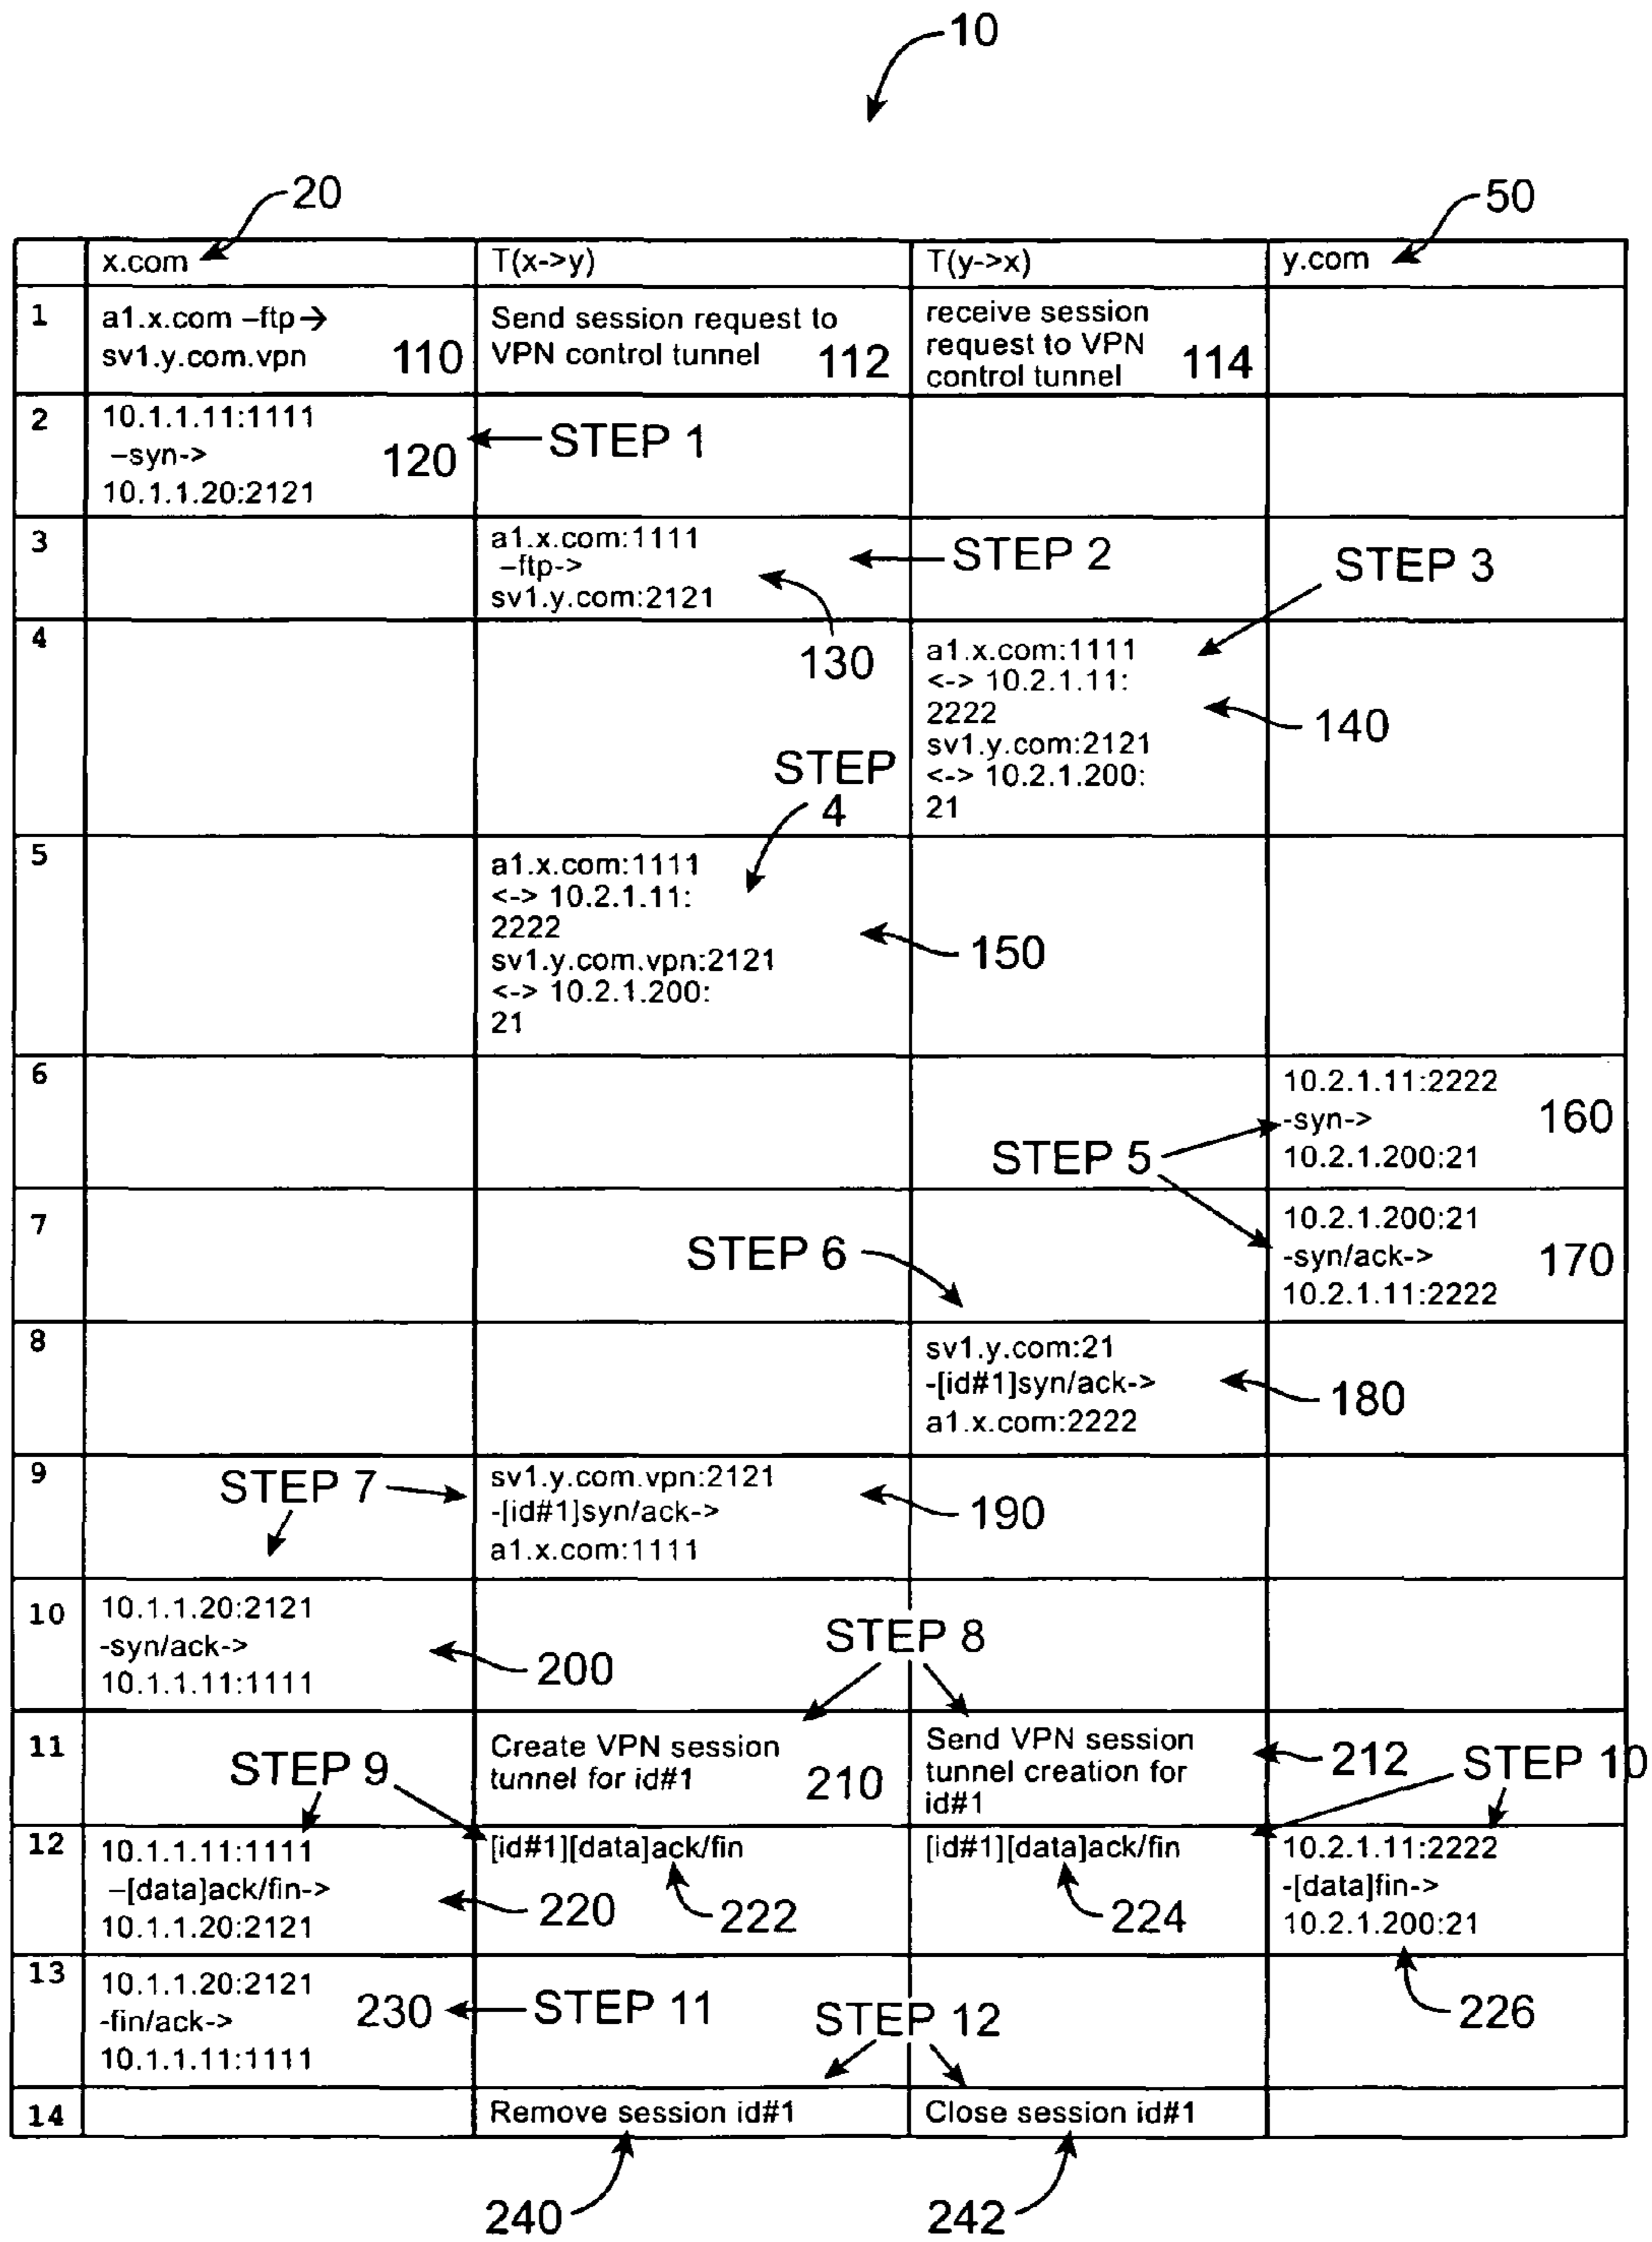 10
20
50
x.com
T(x->y)
T(y->x)
y.com
1
a1.x.com –ftp→
sv1.y.com.vpn
110
Send session request to
VPN control tunnel
112
receive session
request to VPN
control tunnel
114
2
10.1.1.11:1111
–syn->
10.1.1.20:2121
120
STEP 1
3
a1.x.com:1111
–ftp->
sv1.y.com:2121
STEP 2
130
STEP 3
4
a1.x.com:1111
<-> 10.2.1.11:
2222
sv1.y.com:2121
<-> 10.2.1.200:
21
140
STEP
4
5
a1.x.com:1111
<-> 10.2.1.11:
2222
sv1.y.com.vpn:2121
<-> 10.2.1.200:
21
150
6
10.2.1.11:2222
-syn->
10.2.1.200:21
160
STEP 5
7
10.2.1.200:21
-syn/ack->
10.2.1.11:2222
170
STEP 6
8
sv1.y.com:21
-[id#1]syn/ack->
a1.x.com:2222
180
9
STEP 7
sv1.y.com.vpn:2121
-[id#1]syn/ack->
a1.x.com:1111
190
10
10.1.1.20:2121
-syn/ack->
10.1.1.11:1111
200
STEP 8
11
STEP 9
Create VPN session
tunnel for id#1
210
Send VPN session
tunnel creation for
id#1
212
STEP 10
12
10.1.1.11:1111
–[data]ack/fin->
10.1.1.20:2121
220
[id#1][data]ack/fin
222
[id#1][data]ack/fin
224
10.2.1.11:2222
-[data]fin->
10.2.1.200:21
226
13
10.1.1.20:2121
-fin/ack->
10.1.1.11:1111
230
STEP 11
STEP 12
14
Remove session id#1
Close session id#1
240
242